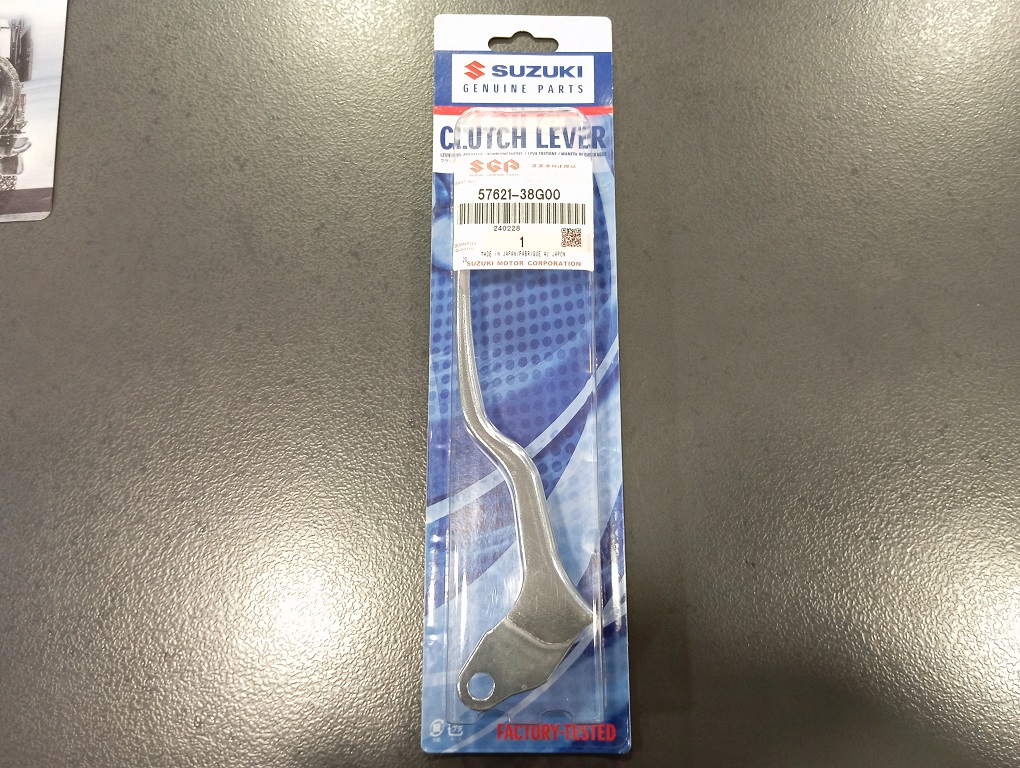 SUZUKI
GENUINE PARTS
CLUTCH LEVER
SGP
57621-38G00
240228
1
MADE IN JAPAN/FABRIQUE AU JAPON
SUZUKI MOTOR CORPORATION
FACTORY-TESTED